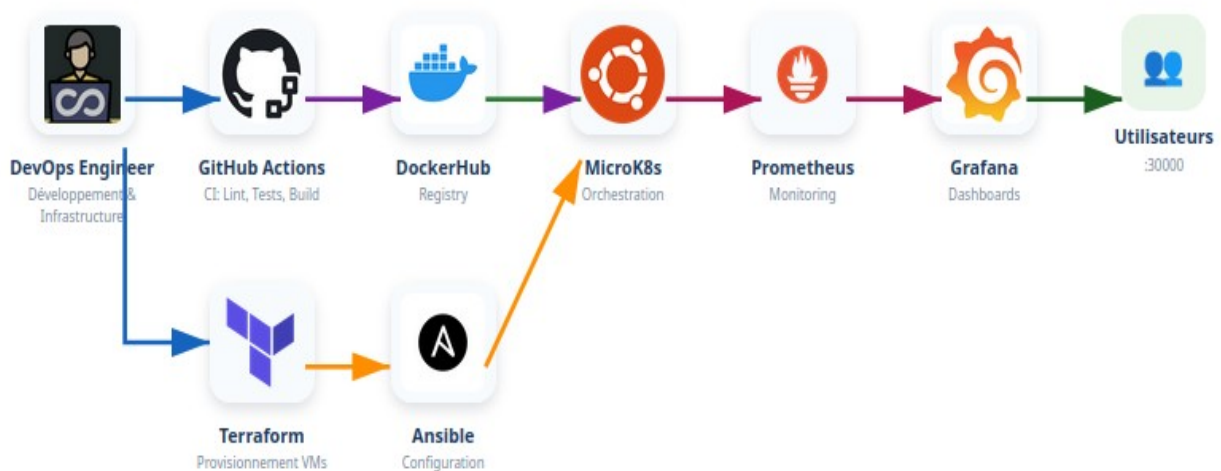 DevOps Engineer
Développement &
Infrastructure
GitHub Actions
CI: Lint, Tests, Build
DockerHub
Registry
MicroK8s
Orchestration
Prometheus
Monitoring
Grafana
Dashboards
Utilisateurs
:30000
Terraform
Provisionnement VMs
Ansible
Configuration